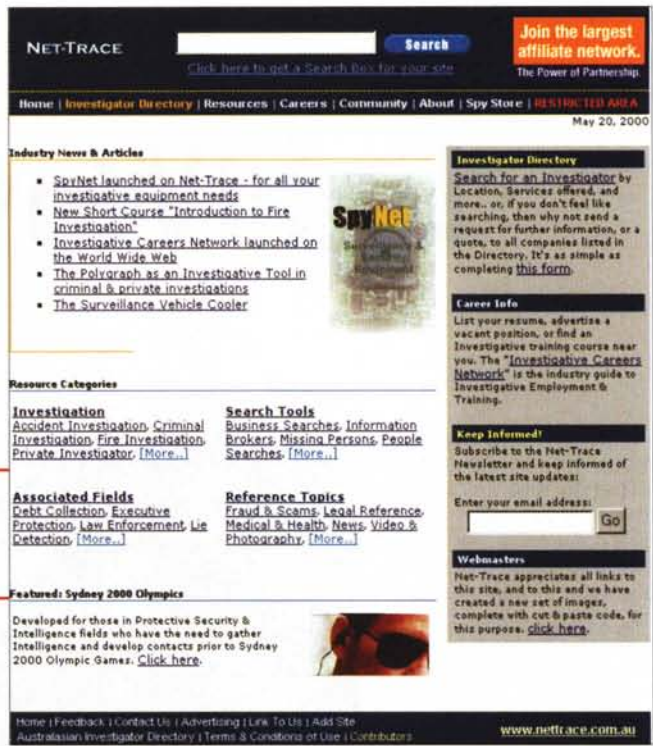 NET-TRACE
Search
Click here to get a Search Box for your site
Join the largest
affiliate network.
The Power of Partnership.
Home | Investigator Directory | Resources | Careers | Community | About | Spy Store | RESTRICTED AREA
May 20, 2000
Industry News & Articles
SpyNet launched on Net-Trace - for all your
investigative equipment
needs
New Short Course "Introduction to Fire
Investigation"
Investigative Careers Network launched on
the World Wide Web
The Polygraph as an Investigative Tool in
criminal & private investigations
The Surveillance Vehicle Cooler
SpyNet
Resource Categories
Investigation
Accident Investigation, Criminal
Investigation, Fire Investigation,
Private Investigator, [More..]
Search Tools
Business Searches, Information
Brokers, Missing Persons, People
Searches, [More..]
Associated Fields
Debt Collection, Executive
Protection, Law Enforcement, Lie
Detection, [More..]
Reference Topics
Fraud & Scams, Legal Reference,
Medical & Health, News, Video &
Photography, [More..]
Featured: Sydney 2000 Olympics
Developed for those in Protective Security &
Intelligence fields who have the need to gather
Intelligence and develop contacts prior to Sydney
2000 Olympic Games. Click here.
Investigator Directory
Search for an Investigator by
Location, Services offered, and
more.. or, if you don't feel like
searching, then why not send a
request for further information, or a
quote, to all companies listed in
the Directory. It's as simple as
completing this form.
Career Info
List your resume, advertise a
vacant position, or find an
Investigative training course near
you. The "Investigative Careers
Network" is the industry guide to
Investigative Employment &
Training.
Keep Informed!
Subscribe to the Net-Trace
Newsletter and keep informed of
the latest site updates:
Enter your email address:
Go
Webmasters
Net-Trace appreciates all links to
this site, and to this end we have
created a new set of images,
complete with cut & paste code, for
this purpose. click here.
Home | Feedback | Contact Us | Advertising | Link To Us | Add Site
Australasian Investigator Directory | Terms & Conditions of Use | Contributors
www.nettrace.com.au